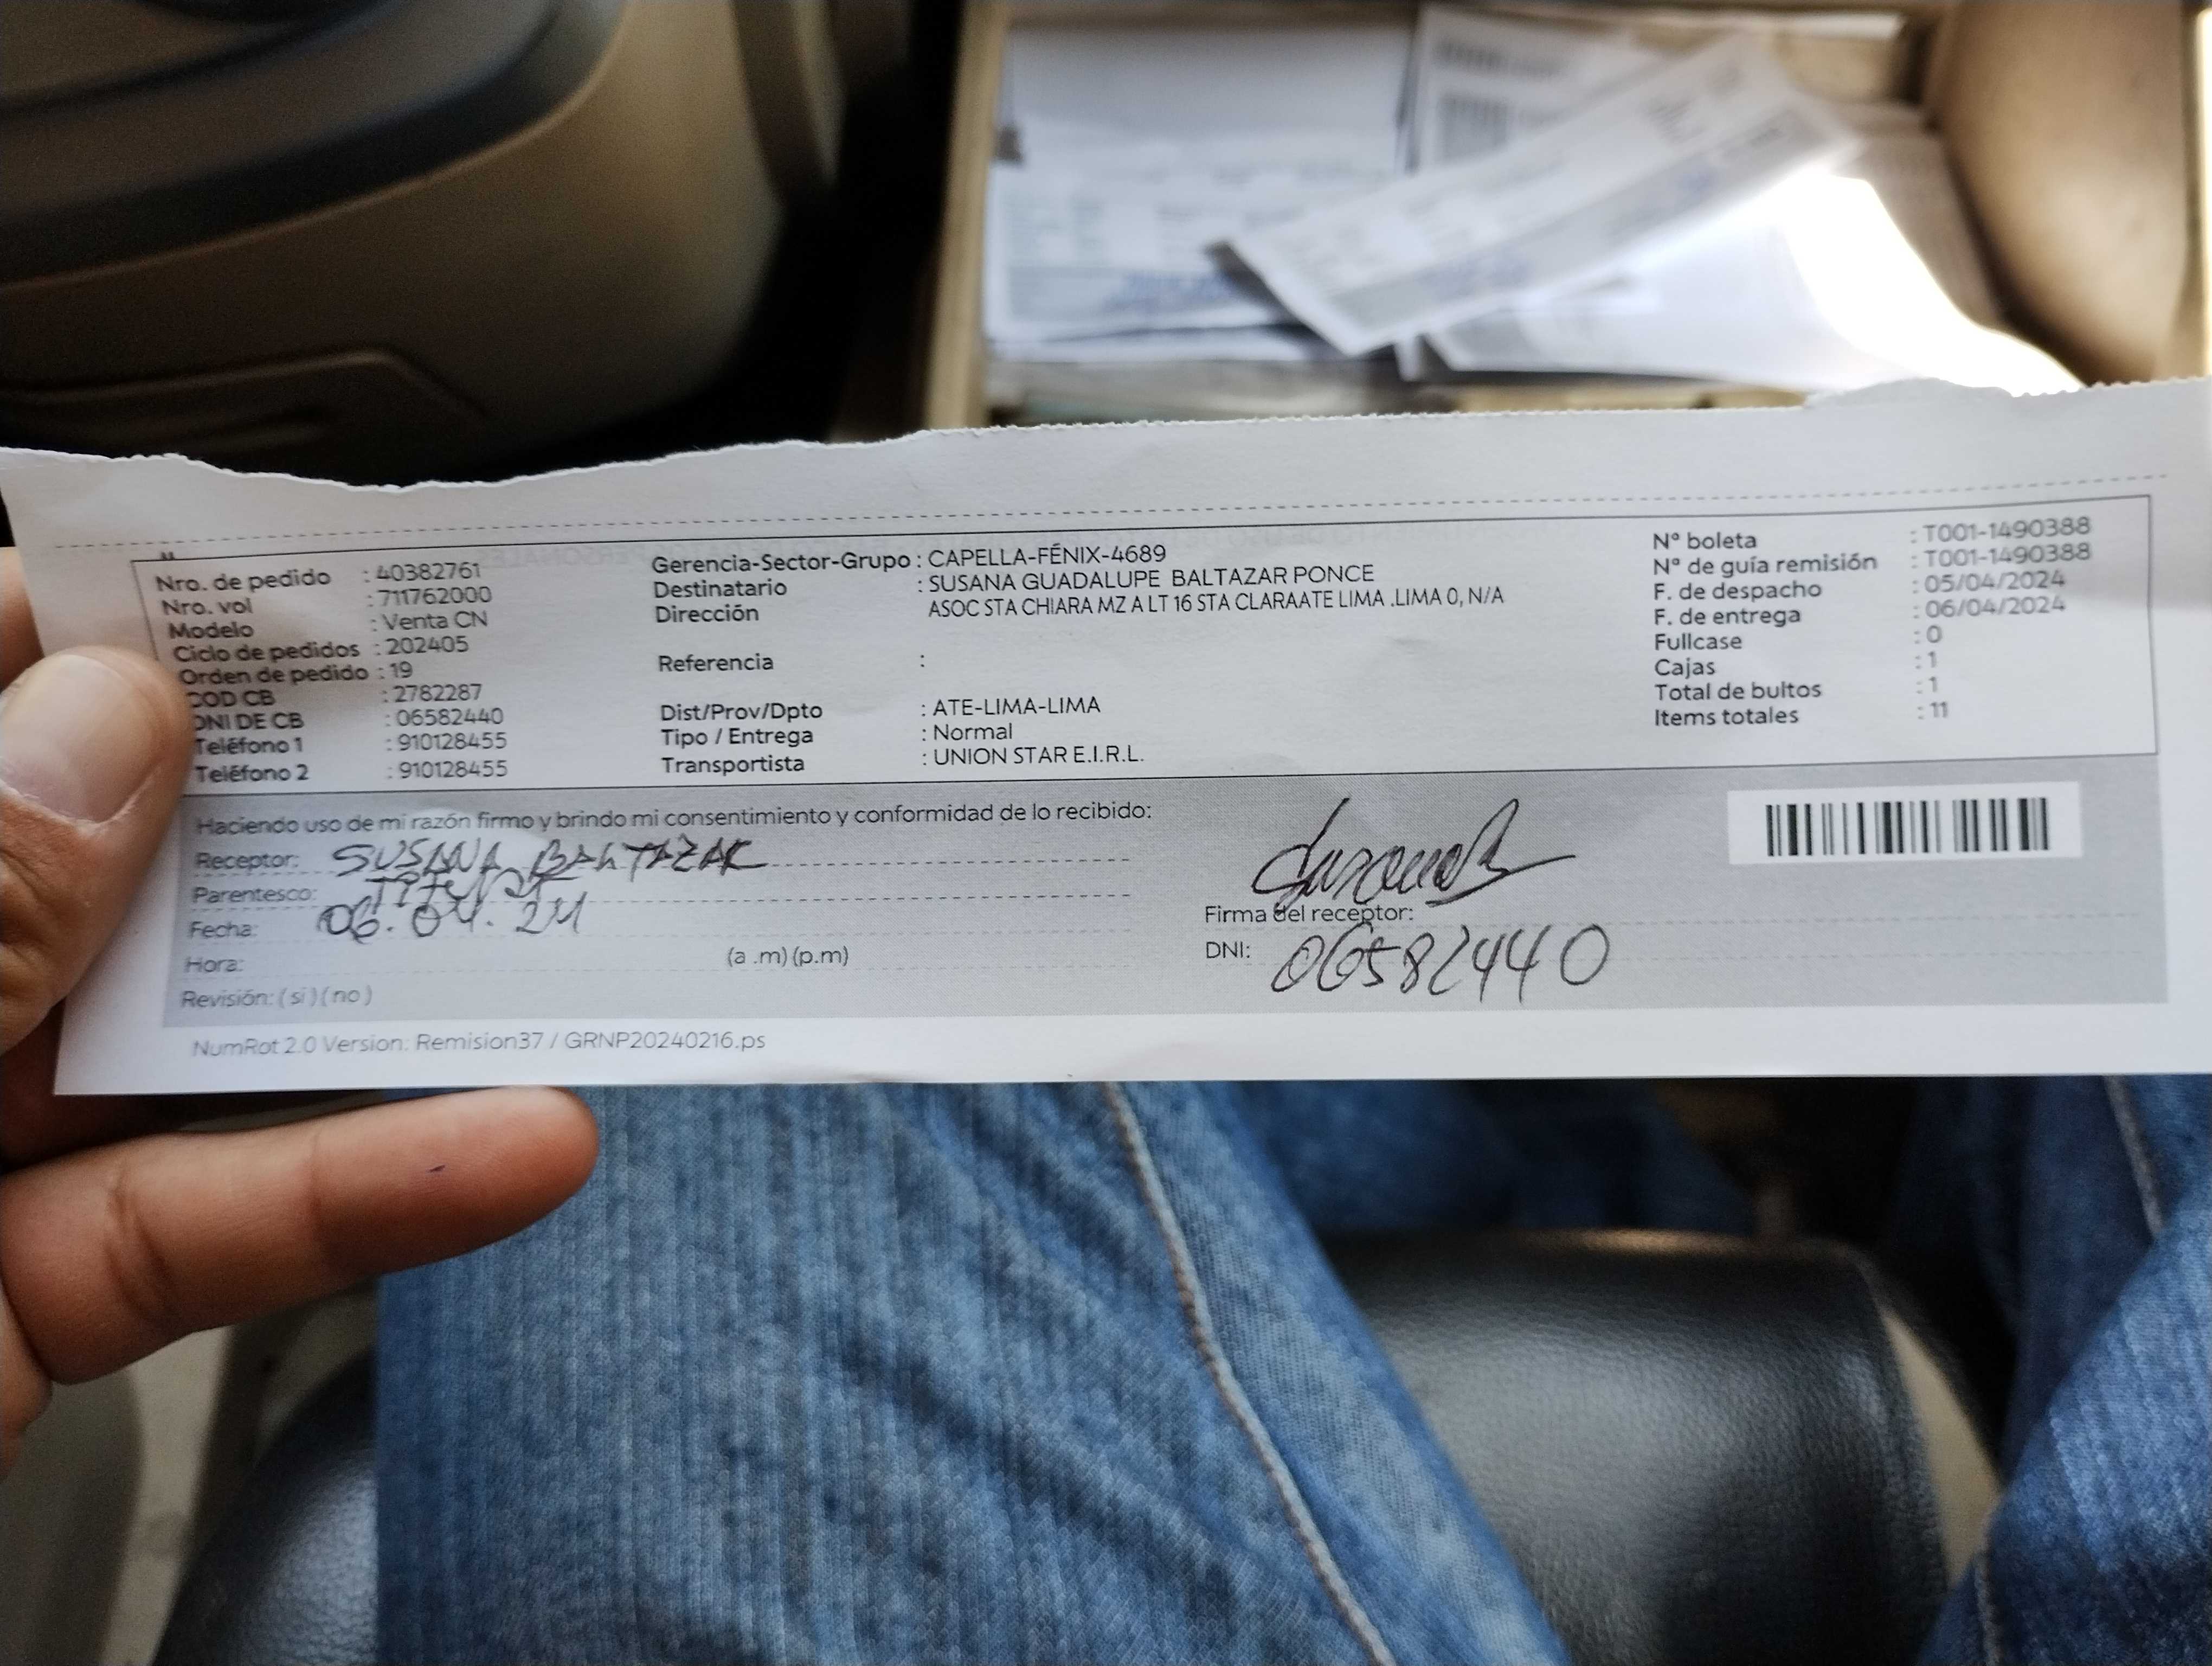 Nro. de pedido : 40382761
Nro. vol : 711762000
Modelo : Venta CN
Ciclo de pedidos : 202405
Orden de pedido : 19
COD CB : 2782287
DNI DE CB : 06582440
Teléfono 1 : 910128455
Teléfono 2 : 910128455
Gerencia-Sector-Grupo : CAPELLA-FÉNIX-4689
Destinatario : SUSANA GUADALUPE BALTAZAR PONCE
Dirección ASOC STA CHIARA MZ A LT 16 STA CLARAATE LIMA .LIMA 0, N/A
Referencia :
Dist/Prov/Dpto : ATE-LIMA-LIMA
Tipo / Entrega : Normal
Transportista : UNION STAR E.I.R.L.
Nº boleta : T001-1490388
Nº de guía remisión : T001-1490388
F. de despacho : 05/04/2024
F. de entrega : 06/04/2024
Fullcase : 0
Cajas : 1
Total de bultos : 1
Items totales : 11
Haciendo uso de mi razón firmo y brindo mi consentimiento y conformidad de lo recibido:
Receptor: SUSANA BALTAZAR
Parentesco:
Fecha: 06.04.24
Hora: (a .m) (p.m)
Revisión: ( si ) ( no )
Firma del receptor:
DNI: 06582440
NumRot 2.0 Version: Remision37 / GRNP20240216.ps